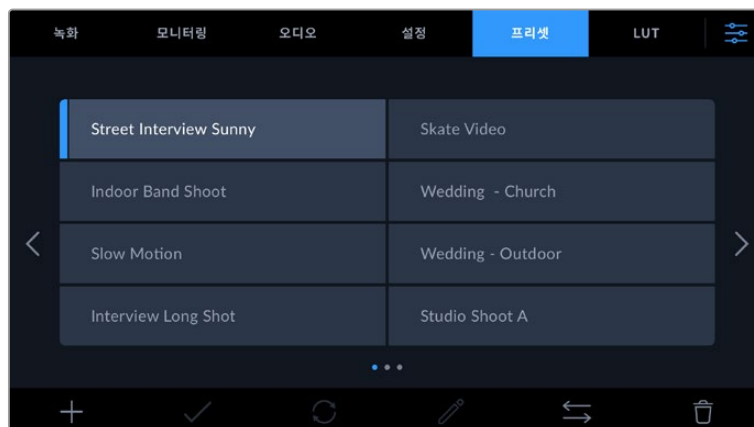 녹화 모니터링 오디오 설정 프리셋 LUT
Street Interview Sunny Skate Video
Indoor Band Shoot Wedding - Church
Slow Motion Wedding - Outdoor
Interview Long Shot Studio Shoot A